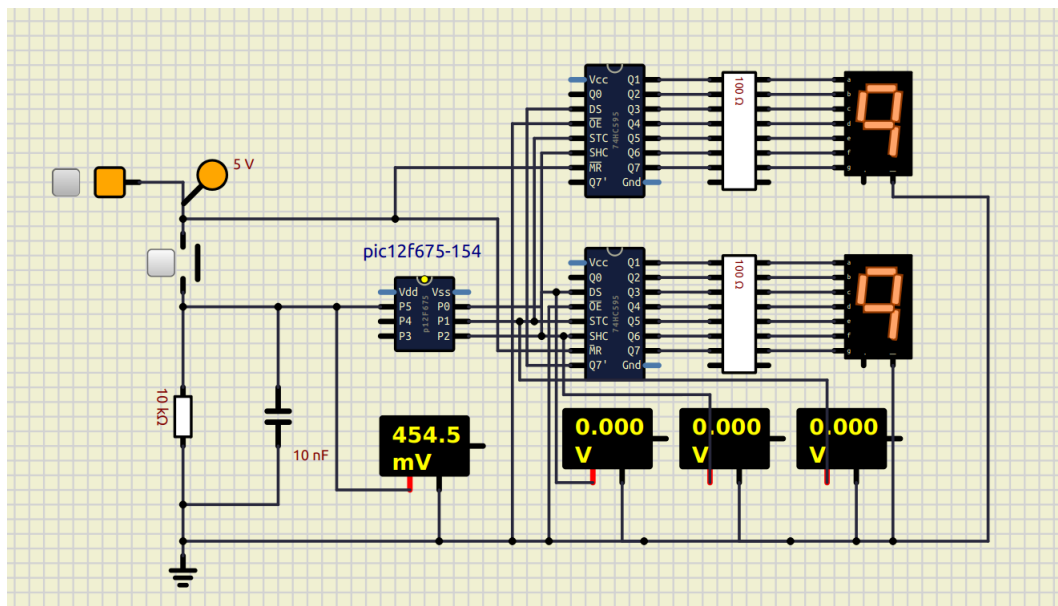 5 V
pic12f675-154
10 kΩ
10 nF
Vdd Vss
P5 P0
P4 P1
P3 P2
p12F675
Vcc Q1
Q0 Q2
DS Q3
OE Q4
STC Q5
SHC Q6
MR Q7
Q7' Gnd
74HC595
100 Ω
a
b
c
d
e
f
g
9
Vcc Q1
Q0 Q2
DS Q3
OE Q4
STC Q5
SHC Q6
MR Q7
Q7' Gnd
74HC595
100 Ω
a
b
c
d
e
f
g
9
454.5
mV
0.000
V
0.000
V
0.000
V